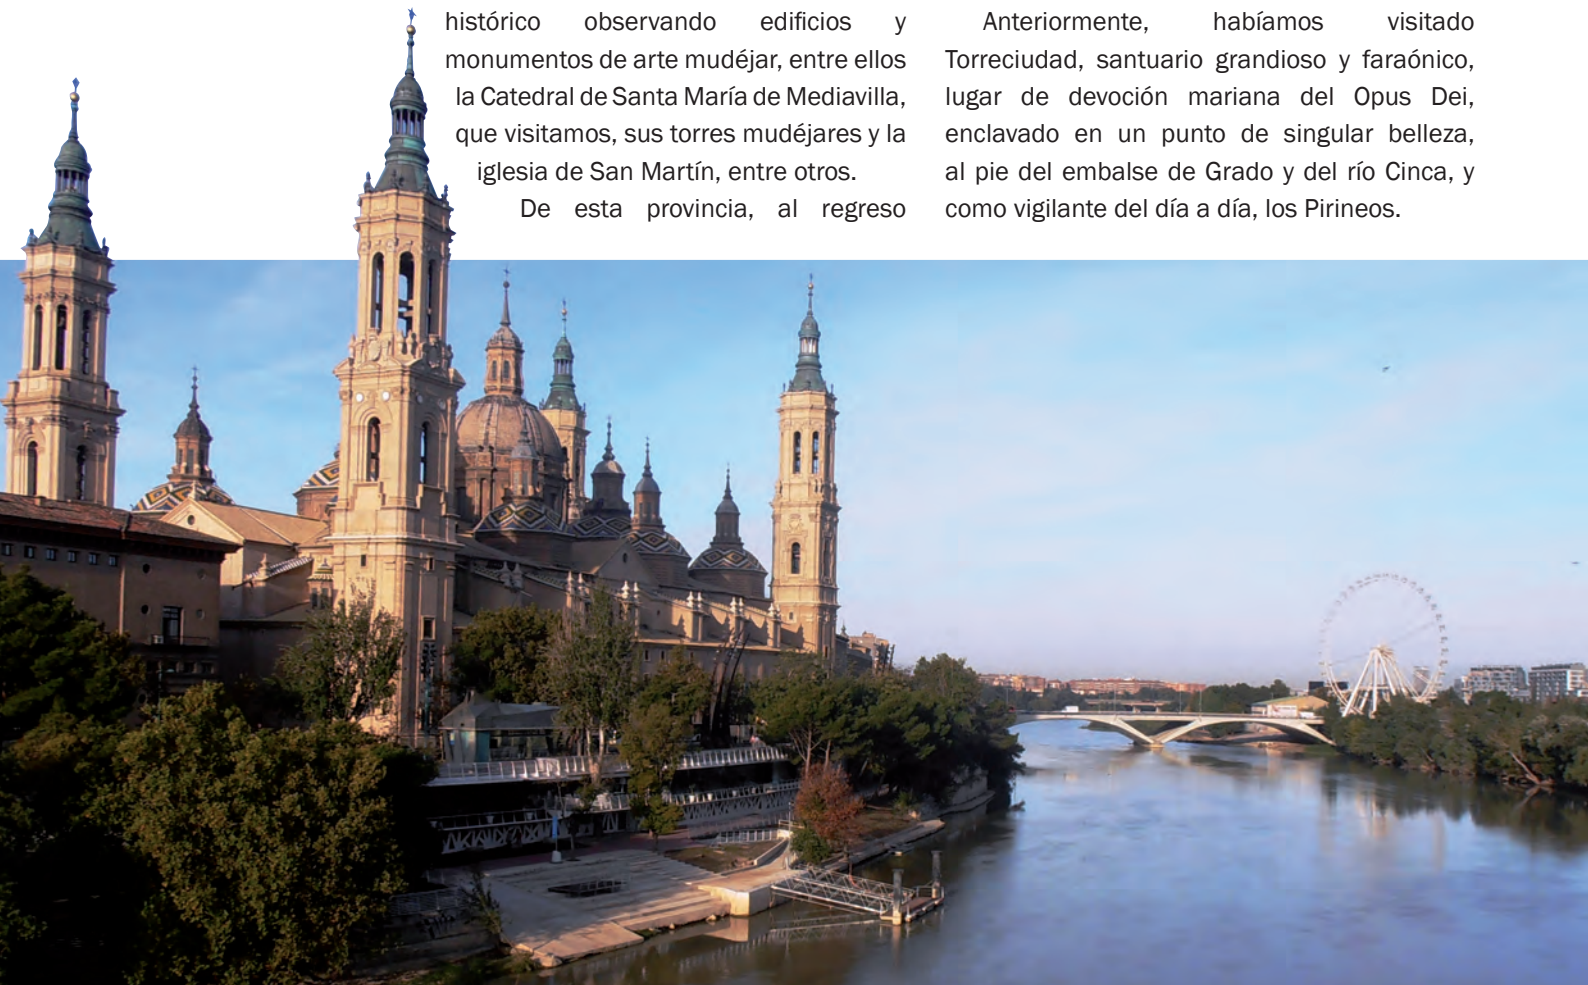 histórico observando edificios y
monumentos de arte mudéjar, entre ellos
la Catedral de Santa María de Mediavilla,
que visitamos, sus torres mudéjares y la
iglesia de San Martín, entre otros.
De esta provincia, al regreso
Anteriormente, habíamos visitado
Torreciudad, santuario grandioso y faraónico,
lugar de devoción mariana del Opus Dei,
enclavado en un punto de singular belleza,
al pie del embalse de Grado y del río Cinca, y
como vigilante del día a día, los Pirineos.